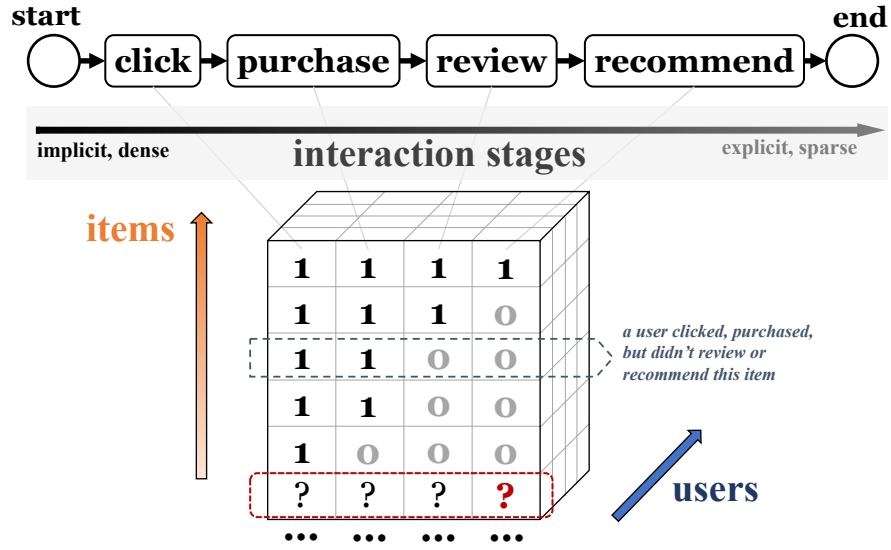 start
end
click
purchase
review
recommend
implicit, dense
interaction stages
explicit, sparse
items
1 1 1 1
1 1 1 0
1 1 0 0
a user clicked, purchased,
but didn't review or
recommend this item
1 1 0 0
1 0 0 0
? ? ? ?
users
... ... ... ...